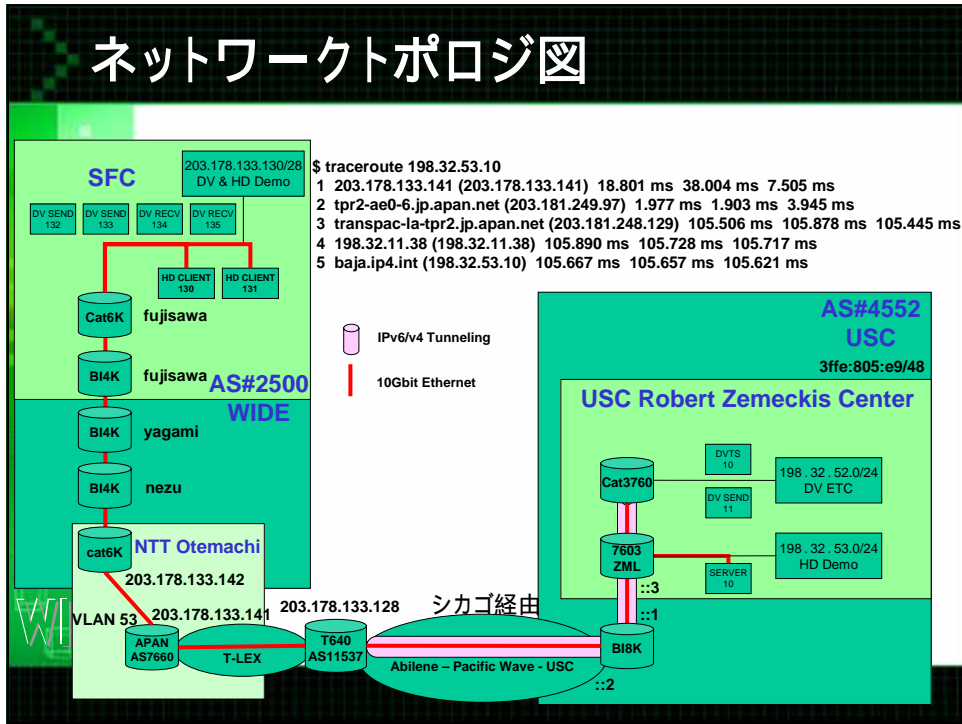 ネットワークトポロジ図
SFC
203.178.133.130/28
DV & HD Demo
DV SEND
132
DV SEND
133
DV RECV
134
DV RECV
135
HD CLIENT
130
HD CLIENT
131
$ traceroute 198.32.53.10
1 203.178.133.141 (203.178.133.141) 18.801 ms 38.004 ms 7.505 ms
2 tpr2-ae0-6.jp.apan.net (203.181.249.97) 1.977 ms 1.903 ms 3.945 ms
3 transpac-la-tpr2.jp.apan.net (203.181.248.129) 105.506 ms 105.878 ms 105.445 ms
4 198.32.11.38 (198.32.11.38) 105.890 ms 105.728 ms 105.717 ms
5 baja.ip4.int (198.32.53.10) 105.667 ms 105.657 ms 105.621 ms
Cat6K
fujisawa
BI4K
fujisawa
AS#2500
WIDE
BI4K
yagami
BI4K
nezu
cat6K
NTT Otemachi
IPv6/v4 Tunneling
10Gbit Ethernet
AS#4552
USC
3ffe:805:e9/48
USC Robert Zemeckis Center
Cat3760
DVTS
10
DV SEND
11
198 . 32 . 52.0/24
DV ETC
7603
ZML
SERVER
10
198 . 32 . 53.0/24
HD Demo
::3
::1
BI8K
::2
203.178.133.142
VLAN 53
203.178.133.141
APAN
AS7660
T-LEX
203.178.133.128
T640
AS11537
シカゴ経由
Abilene – Pacific Wave - USC